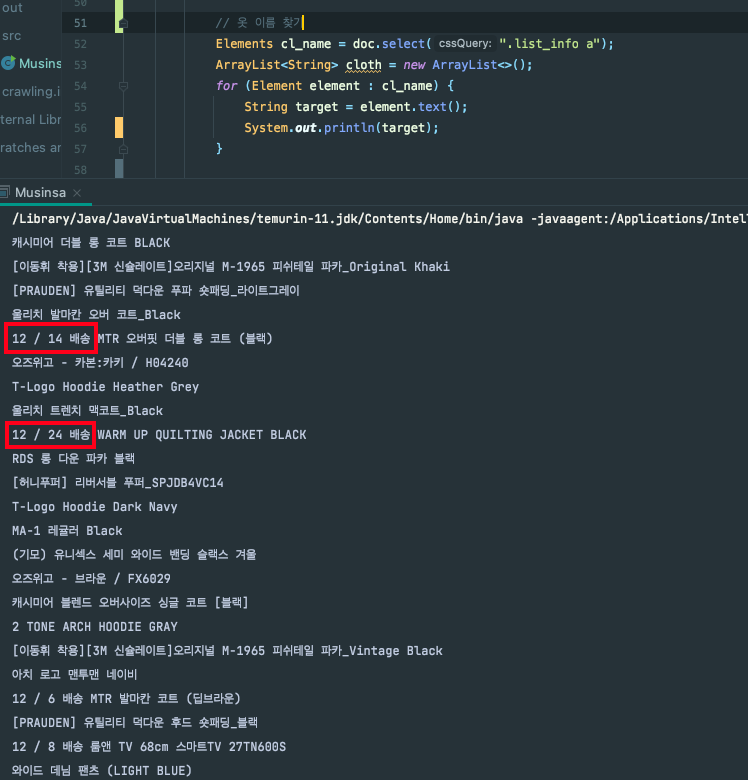 out
50
51 // 옷 이름 찾기
src
52 Elements cl_name = doc.select( cssQuery: ".list_info a");
Musins
53 ArrayList<String> cloth = new ArrayList<>();
crawling.i
54 for (Element element : cl_name) {
55 String target = element.text();
ternal Libr
56 System.out.println(target);
ratches ar
57 }
58
Musinsa ×
/Library/Java/JavaVirtualMachines/temurin-11.jdk/Contents/Home/bin/java -javaagent:/Applications/Intel
캐시미어 더블 롱 코트 BLACK
[이동휘 착용][3M 신슐레이트]오리지널 M-1965 피쉬테일 파카_Original Khaki
[PRAUDEN] 유틸리티 덕다운 푸파 숏패딩_라이트그레이
울리치 발마칸 오버 코트_Black
12 / 14 배송 MTR 오버핏 더블 롱 코트 (블랙)
오즈위고 - 카본:카키 / H04240
T-Logo Hoodie Heather Grey
울리치 트렌치 맥코트_Black
12 / 24 배송 WARM UP QUILTING JACKET BLACK
RDS 롱 다운 파카 블랙
[허니푸퍼] 리버서블 푸퍼_SPJDB4VC14
T-Logo Hoodie Dark Navy
MA-1 레귤러 Black
(기모) 유니섹스 세미 와이드 밴딩 슬랙스 겨울
오즈위고 - 브라운 / FX6029
캐시미어 블렌드 오버사이즈 싱글 코트 [블랙]
2 TONE ARCH HOODIE GRAY
[이동휘 착용][3M 신슐레이트]오리지널 M-1965 피쉬테일 파카_Vintage Black
아치 로고 맨투맨 네이비
12 / 6 배송 MTR 발마칸 코트 (딥브라운)
[PRAUDEN] 유틸리티 덕다운 후드 숏패딩_블랙
12 / 8 배송 룸앤 TV 68cm 스마트TV 27TN600S
와이드 데님 팬츠 (LIGHT BLUE)